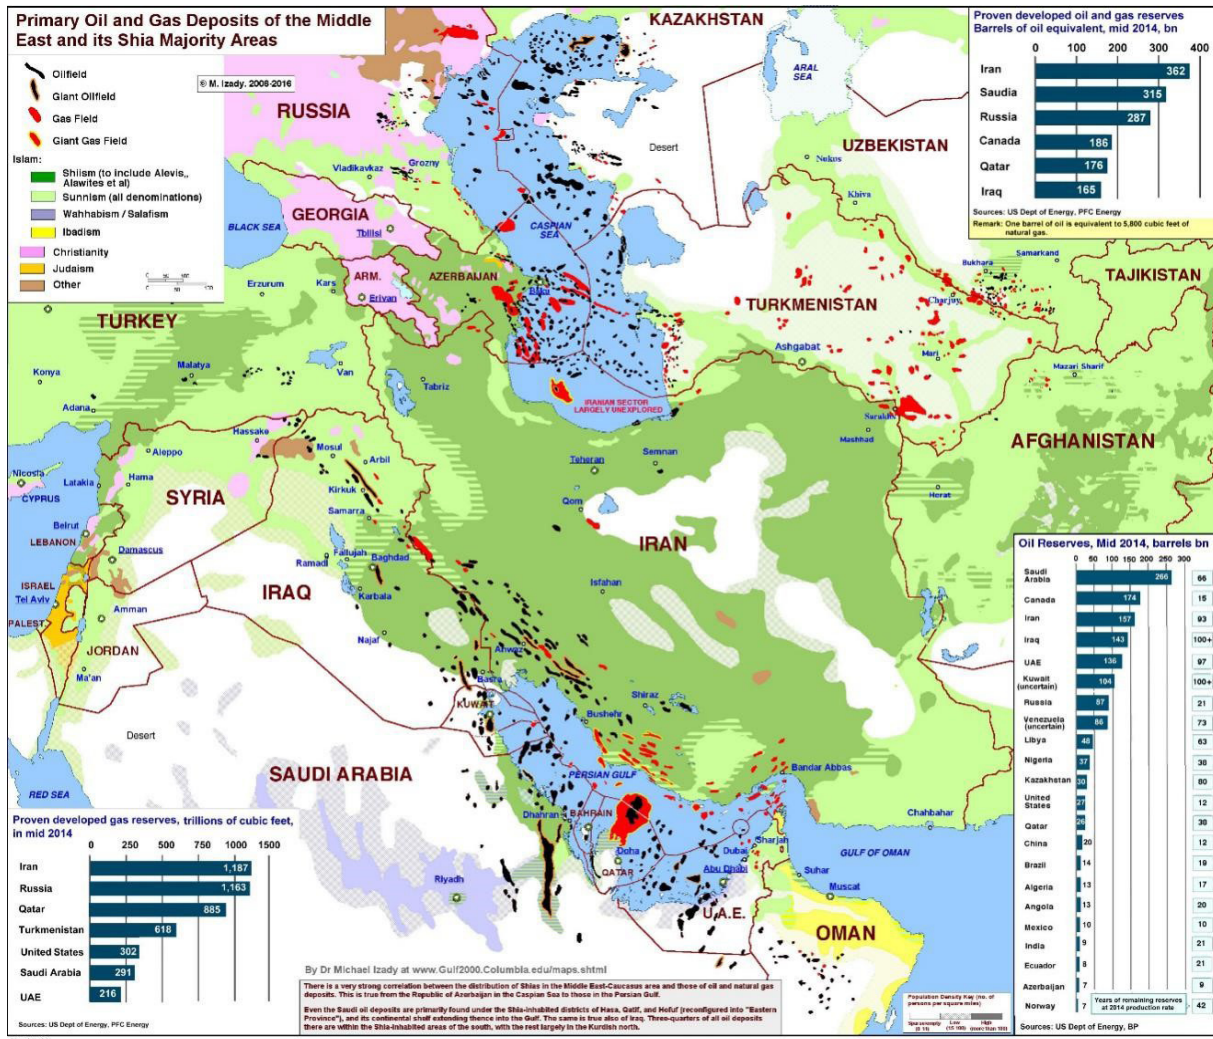 Primary Oil and Gas Deposits of the Middle
East and its Shia Majority Areas
Oilfield
Giant Oilfield
Gas Field
Giant Gas Field
© M. Izady, 2006-2016
Islam:
Shiism (to include Alevis,,
Alawites et al)
Sunnism (all denominations)
Wahhabism / Salafism
Ibadism
Christianity
Judaism
Other
Proven developed oil and gas reserves
Barrels of oil equivalent, mid 2014, bn
0 100 200 300 400
Iran 362
Saudia 315
Russia 287
Canada 186
Qatar 176
Iraq 165
Sources: US Dept of Energy, PFC Energy
Remark: One barrel of oil is equivalent to 5,800 cubic feet of
natural gas.
KAZAKHSTAN
ARAL
SEA
RUSSIA
Desert
UZBEKISTAN
Nukus
Vladikavkaz
Grozny
Khiva
GEORGIA
Tbilisi
BLACK SEA
CASPIAN
SEA
Samarkand
Bukhara
TAJIKISTAN
ARM.
AZERBAIJAN
Erzurum
Kars
Erivan
Baku
TURKMENISTAN
Charjuy
TURKEY
Ashgabat
Mari
Malatya
Van
Konya
Tabriz
Mazari Sharif
Adana
IRANIAN SECTOR
LARGELY UNEXPLORED
Sarakhs
Mashhad
AFGHANISTAN
Hassake
Mosul
Arbil
Aleppo
Teheran
Semnan
Nicosia
CYPRUS
Latakia
Hama
SYRIA
Kirkuk
Samarra
Qom
Herat
Beirut
LEBANON
Damascus
Ramadi
Fallujah
Baghdad
IRAN
ISRAEL
Tel Aviv
IRAQ
Karbala
Isfahan
PALEST.
Amman
Najaf
JORDAN
Ahwaz
Ma'an
Basra
KUWAIT
Shiraz
Bushehr
Desert
SAUDI ARABIA
PERSIAN GULF
Bandar Abbas
RED SEA
Dhahran
BAHRAIN
Chahbahar
Doha
QATAR
Dubai
Sharjah
GULF OF OMAN
Riyadh
Abu Dhabi
Suhar
Muscat
U.A.E.
OMAN
Oil Reserves, Mid 2014, barrels bn
0 50 100 150 200 250 300
Saudi
Arabia 266 66
Canada 174 15
Iran 157 93
Iraq 143 100+
UAE 136 97
Kuwait
(uncertain) 104 100+
Russia 87 21
Venezuela
(uncertain) 86 73
Libya 48 63
Nigeria 37 38
Kazakhstan 30 80
United
States 27 12
Qatar 26 36
China 20 12
Brazil 14 19
Algeria 13 17
Angola 13 20
Mexico 10 10
India 9 21
Ecuador 8 21
Azerbaijan 7 9
Norway 7 42
Years of remaining reserves
at 2014 production rate
Sources: US Dept of Energy, BP
Proven developed gas reserves, trillions of cubic feet,
in mid 2014
0 250 500 750 1000 1200 1500
Iran 1,187
Russia 1,163
Qatar 885
Turkmenistan 618
United States 302
Saudi Arabia 291
UAE 216
Sources: US Dept of Energy, PFC Energy
By Dr Michael Izady at www.Gulf2000.Columbia.edu/maps.shtml
There is a very strong correlation between the distribution of Shias in the Middle East-Caucasus area and those of oil and natural gas
deposits. This is true from the Republic of Azerbaijan in the Caspian Sea to those in the Persian Gulf.
Even the Saudi oil deposits are primarily found under the Shia-inhabited districts of Hasa, Qatif, and Hofuf (reconfigured into "Eastern
Province"), and its continental shelf extending thence into the Gulf. The same is true also of Iraq. Three-quarters of all oil deposits
there are within the Shia-inhabited areas of the south, with the rest largely in the Kurdish north.
Population Density Key (no. of
persons per square miles)
Low
High